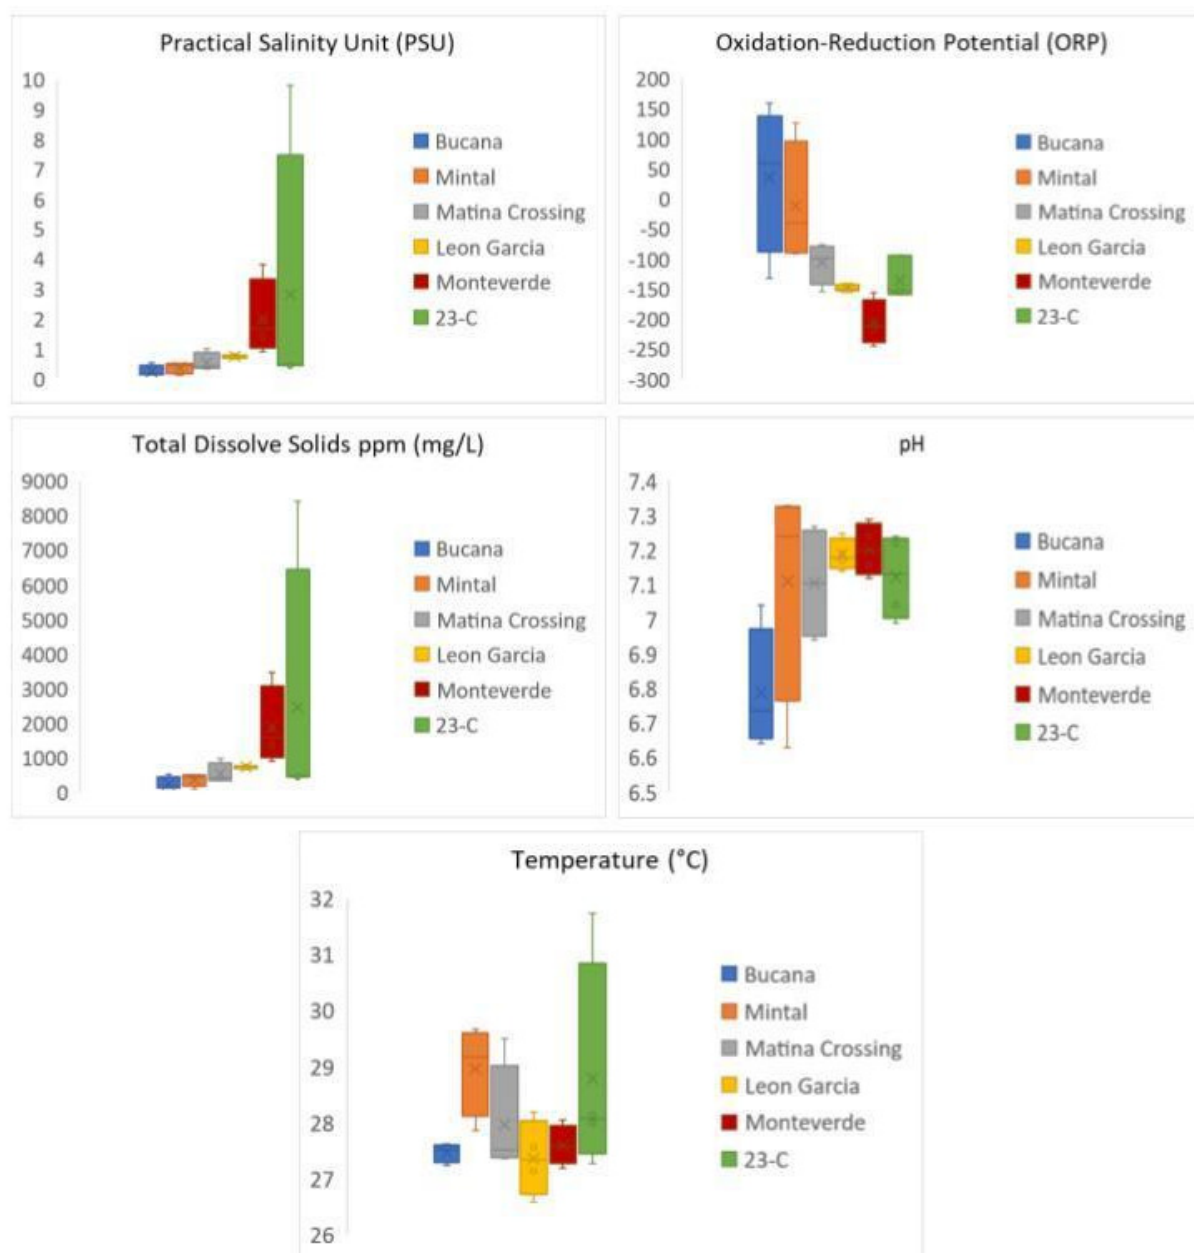 Practical Salinity Unit (PSU)
10
9
8
7
6
5
4
3
2
1
0
Bucana
Mintal
Matina Crossing
Leon Garcia
Monteverde
23-C
Oxidation-Reduction Potential (ORP)
200
150
100
50
0
-50
-100
-150
-200
-250
-300
Bucana
Mintal
Matina Crossing
Leon Garcia
Monteverde
23-C
Total Dissolve Solids ppm (mg/L)
9000
8000
7000
6000
5000
4000
3000
2000
1000
0
Bucana
Mintal
Matina Crossing
Leon Garcia
Monteverde
23-C
pH
7.4
7.3
7.2
7.1
7
6.9
6.8
6.7
6.6
6.5
Bucana
Mintal
Matina Crossing
Leon Garcia
Monteverde
23-C
Temperature (°C)
32
31
30
29
28
27
26
Bucana
Mintal
Matina Crossing
Leon Garcia
Monteverde
23-C